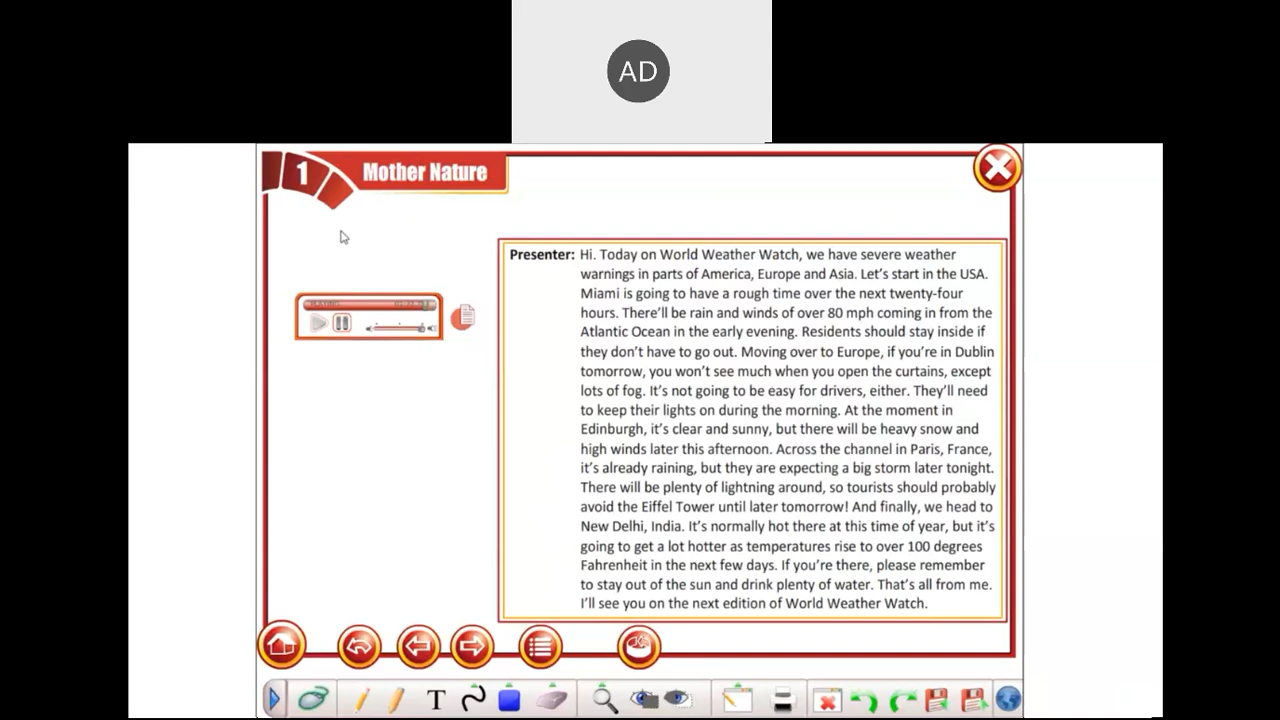 AD
1
Mother Nature
Presenter: Hi. Today on World Weather Watch, we have severe weather
warnings in parts of America, Europe and Asia. Let's start in the USA.
Miami is going to have a rough time over the next twenty-four
hours. There'll be rain and winds of over 80 mph coming in from the
Atlantic Ocean in the early evening. Residents should stay inside if
they don't have to go out. Moving over to Europe, if you're in Dublin
tomorrow, you won't see much when you open the curtains, except
lots of fog. It's not going to be easy for drivers, either. They'll need
to keep their lights on during the morning. At the moment in
Edinburgh, it's clear and sunny, but there will be heavy snow and
high winds later this afternoon. Across the channel in Paris, France,
it's already raining, but they are expecting a big storm later tonight.
There will be plenty of lightning around, so tourists should probably
avoid the Eiffel Tower until later tomorrow! And finally, we head to
New Delhi, India. It's normally hot there at this time of year, but it's
going to get a lot hotter as temperatures rise to over 100 degrees
Fahrenheit in the next few days. If you're there, please remember
to stay out of the sun and drink plenty of water. That's all from me.
I'll see you on the next edition of World Weather Watch.
T